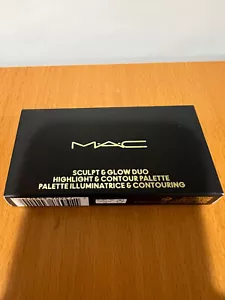 MAC
SCULPT & GLOW DUO
HIGHLIGHT & CONTOUR PALETTE
PALETTE ILLUMINATRICE & CONTOURING